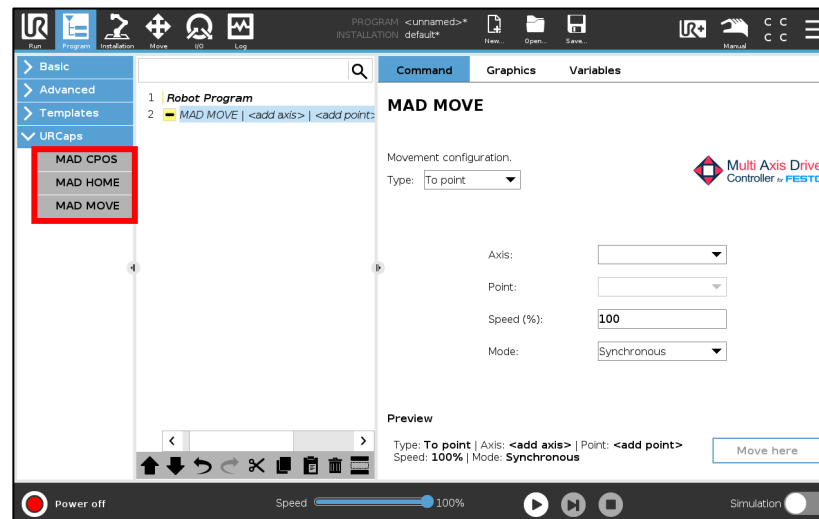 PROGRAM <unnamed>*
INSTALLATION default*
Run Program Installation Move I/O Log New... Open... Save... Manual
C C
C C
UR
UR+
Basic
Advanced
Templates
URCaps
MAD CPOS
MAD HOME
MAD MOVE
1 Robot Program
2 MAD MOVE | <add axis> | <add point>
Command Graphics Variables
MAD MOVE
Movement configuration.
Type: To point
Multi Axis Drive
Controller for FESTO
Axis:
Point:
Speed (%): 100
Mode: Synchronous
Preview
Type: To point | Axis: <add axis> | Point: <add point>
Speed: 100% | Mode: Synchronous
Move here
Power off Speed 100% Simulation